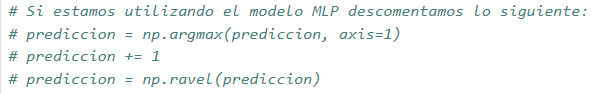 # Si estamos utilizando el modelo MLP descomentamos lo siguiente:
# prediccion = np.argmax(prediccion, axis=1)
# prediccion += 1
# prediccion = np.ravel(prediccion)